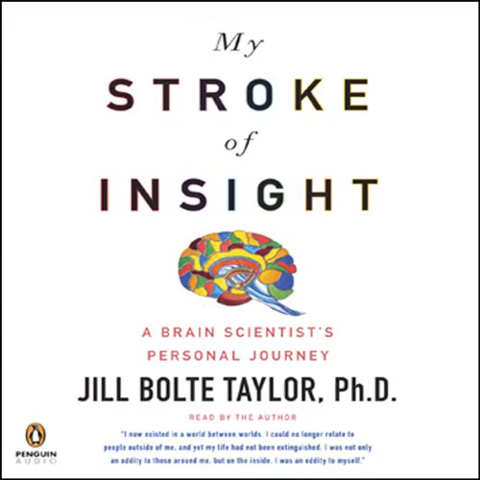 My
STROKE
of
INSIGHT
A BRAIN SCIENTIST'S
PERSONAL JOURNEY
JILL BOLTE TAYLOR, Ph.D.
READ BY THE AUTHOR
"I now existed in a world between worlds. I could no longer relate to
people outside of me, and yet my life had not been extinguished. I was not only
an oddity to those around me, but on the inside, I was an oddity to myself."
PENGUIN
AUDIO